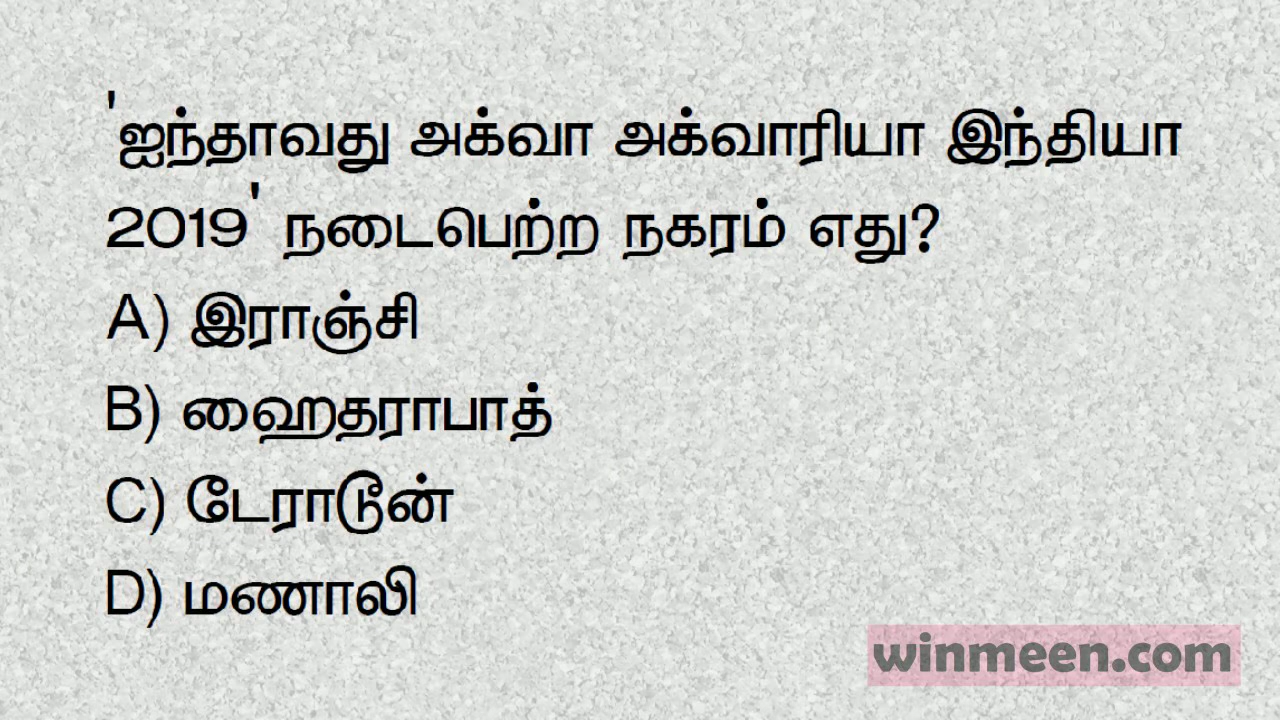 'ஐந்தாவது அக்வா அக்வாரியா இந்தியா
2019' நடைபெற்ற நகரம் எது?
A) இராஞ்சி
B) ஹைதராபாத்
C) டேராடூன்
D) மணாலி
winmeen.com